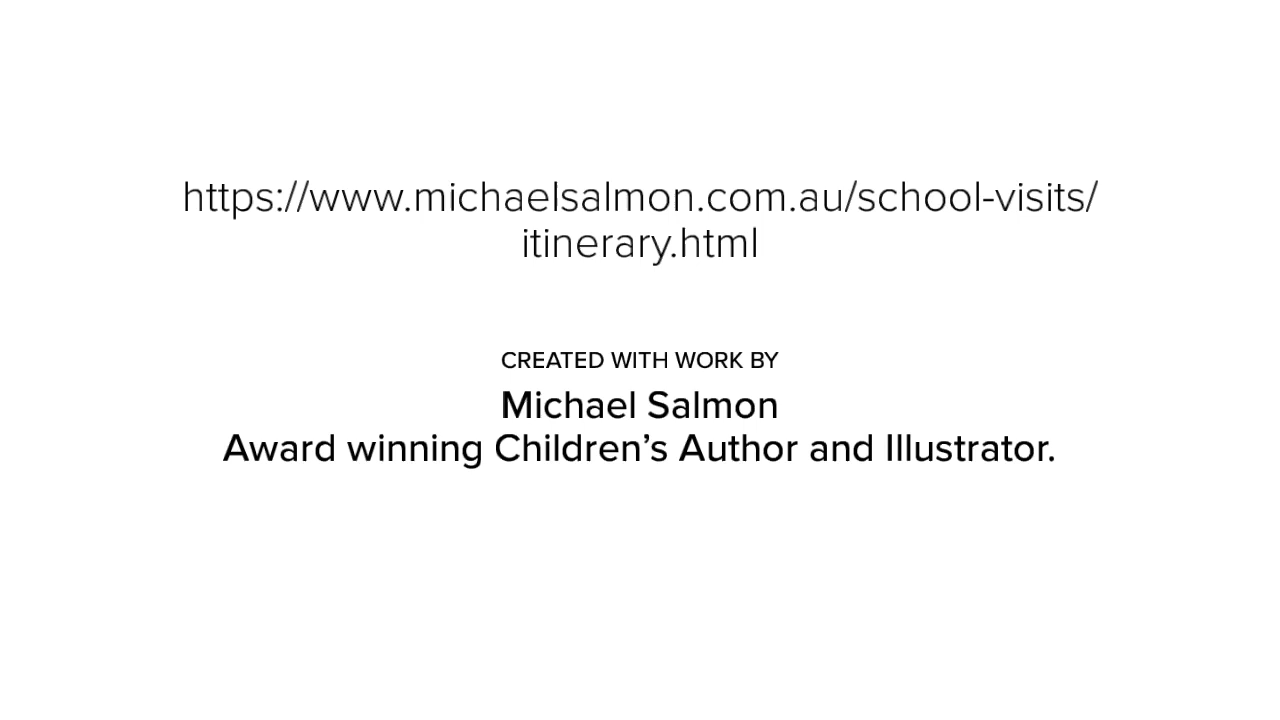 https://www.michaelsalmon.com.au/school-visits/
itinerary.html
CREATED WITH WORK BY
Michael Salmon
Award winning Children’s Author and Illustrator.